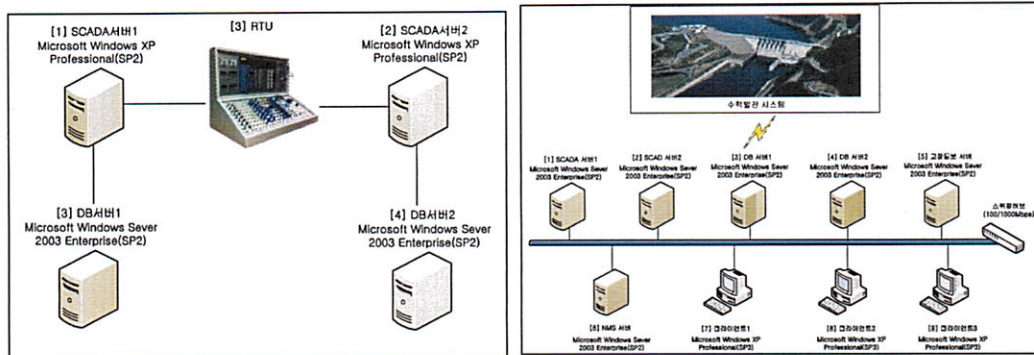 [1] SCADA서버1
Microsoft Windows XP
Professional(SP2)
[3] RTU
[2] SCADA서버2
Microsoft Windows XP
Professional(SP2)
[3] DB서버1
Microsoft Windows Sever
2003 Enterprise(SP2)
[4] DB서버2
Microsoft Windows Sever
2003 Enterprise(SP2)
수력발전 시스템
[1] SCADA 서버1
Microsoft Windows Sever
2003 Enterprise(SP2)
[2] SCAD 서버2
Microsoft Windows Sever
2003 Enterprise(SP2)
[3] DB 서버1
Microsoft Windows Sever
2003 Enterprise(SP2)
[4] DB 서버2
Microsoft Windows Sever
2003 Enterprise(SP2)
[5] 고장통보 서버
Microsoft Windows Sever
2003 Enterprise(SP2)
스위칭허브
(100/1000Mbps)
[6] NMS 서버
Microsoft Windows Sever
2003 Enterprise(SP2)
[7] 클라이언트1
Microsoft Windows XP
Professional(SP3)
[8] 클라이언트2
Microsoft Windows XP
Professional(SP3)
[9] 클라이언트3
Microsoft Windows XP
Professional(SP3)